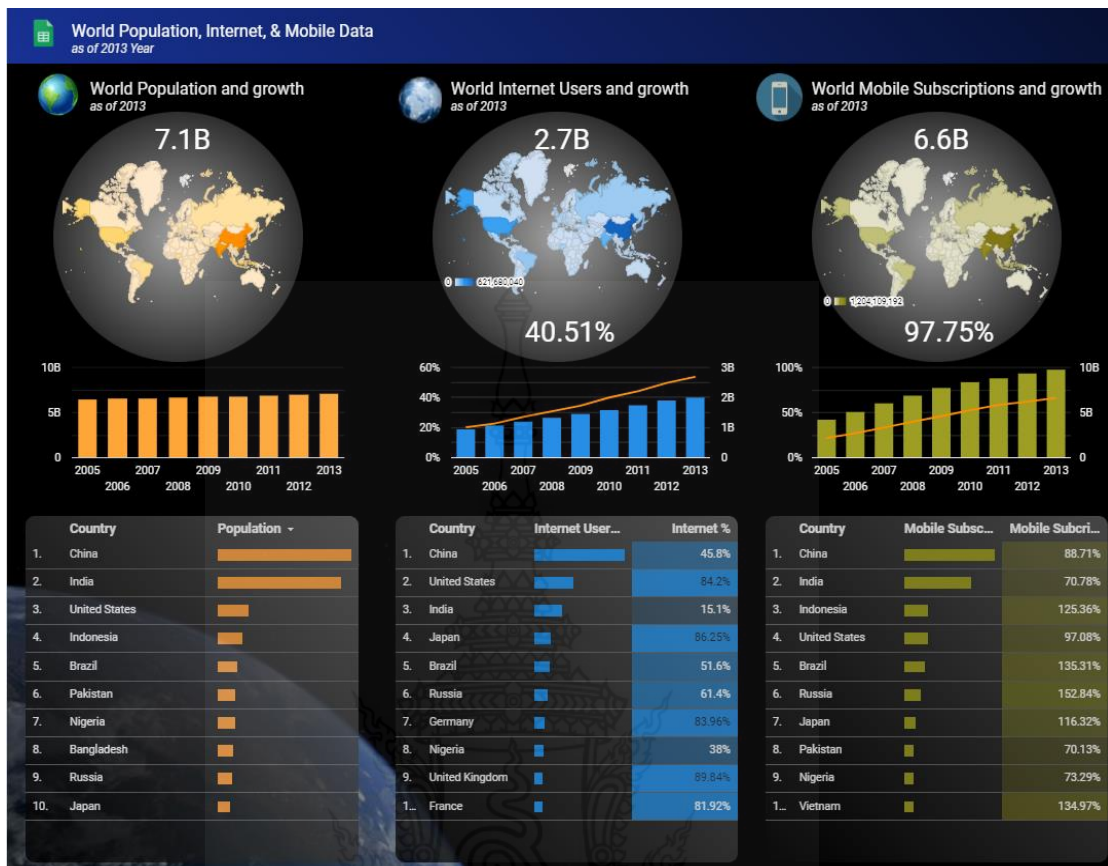 World Population, Internet, & Mobile Data
as of 2013 Year
World Population and growth
as of 2013
7.1B
World Internet Users and growth
as of 2013
2.7B
0 621,680,040
40.51%
World Mobile Subscriptions and growth
as of 2013
6.6B
0 1,204,109,192
97.75%
10B
5B
0
2005 2007 2009 2011 2013
2006 2008 2010 2012
60% 3B
40% 2B
20% 1B
0% 0
2005 2007 2009 2011 2013
2006 2008 2010 2012
100% 10B
50% 5B
0% 0
2005 2007 2009 2011 2013
2006 2008 2010 2012
Country Population
1. China
2. India
3. United States
4. Indonesia
5. Brazil
6. Pakistan
7. Nigeria
8. Bangladesh
9. Russia
10. Japan
Country Internet User... Internet %
1. China 45.8%
2. United States 84.2%
3. India 15.1%
4. Japan 86.25%
5. Brazil 51.6%
6. Russia 61.4%
7. Germany 83.96%
8. Nigeria 38%
9. United Kingdom 89.84%
1... France 81.92%
Country Mobile Subsc... Mobile Subcri...
1. China 88.71%
2. India 70.78%
3. Indonesia 125.36%
4. United States 97.08%
5. Brazil 135.31%
6. Russia 152.84%
7. Japan 116.32%
8. Pakistan 70.13%
9. Nigeria 73.29%
1... Vietnam 134.97%